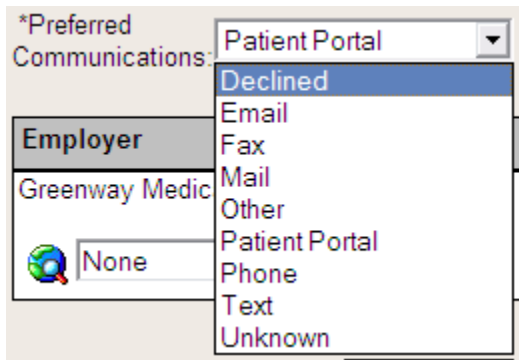 *Preferred
Communications:
Patient Portal
Declined
Email
Fax
Mail
Other
Patient Portal
Phone
Text
Unknown
Employer
Greenway Medic
None